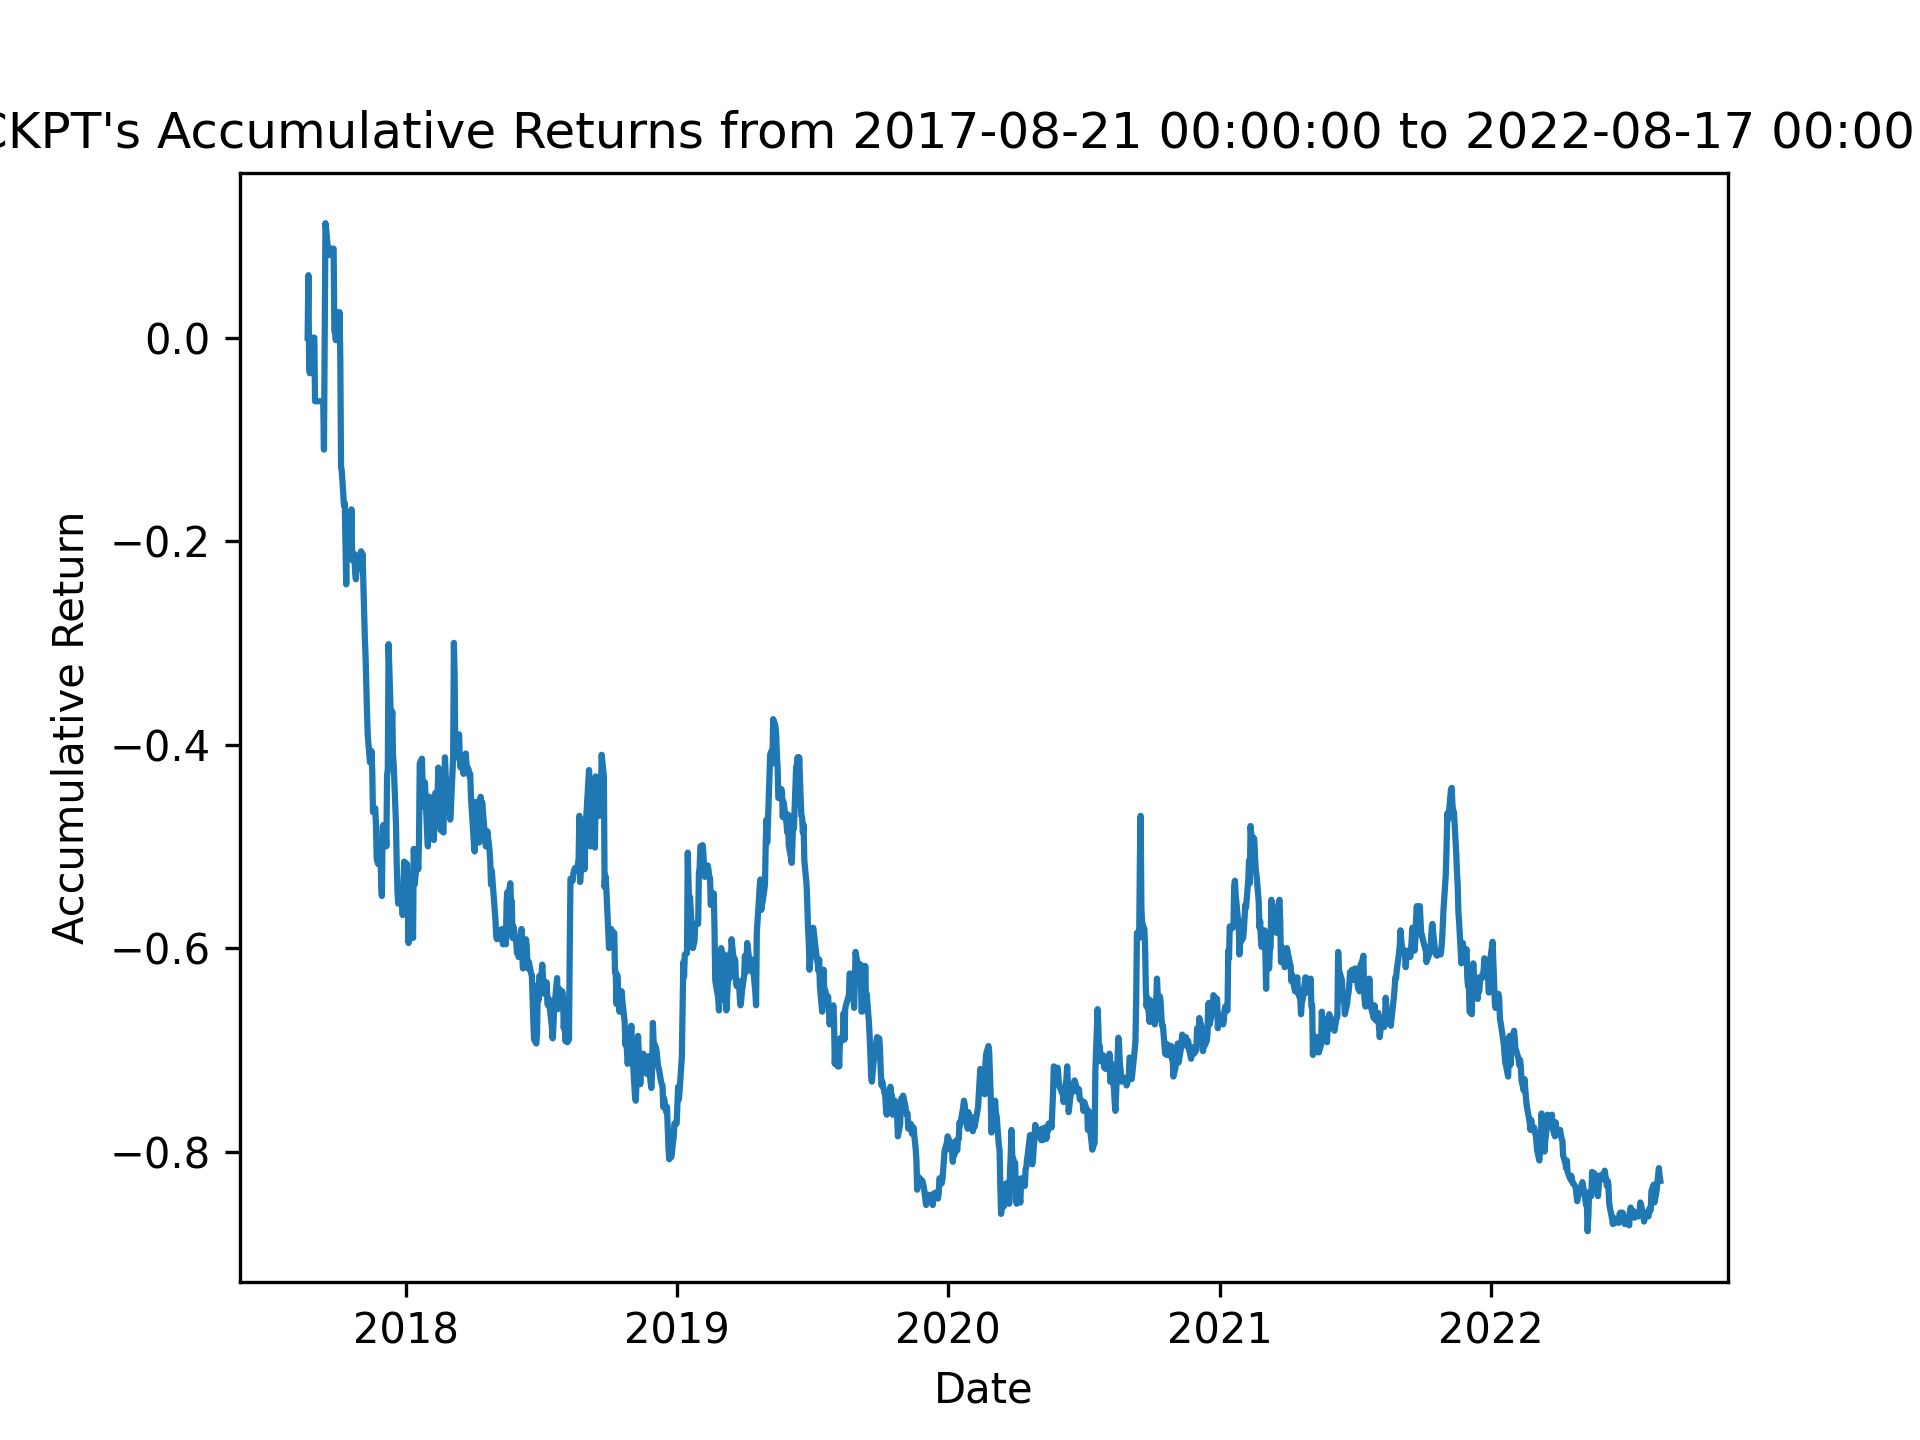 CKPT's Accumulative Returns from 2017-08-21 00:00:00 to 2022-08-17 00:00
Accumulative Return
0.0
−0.2
−0.4
−0.6
−0.8
2018 2019 2020 2021 2022
Date